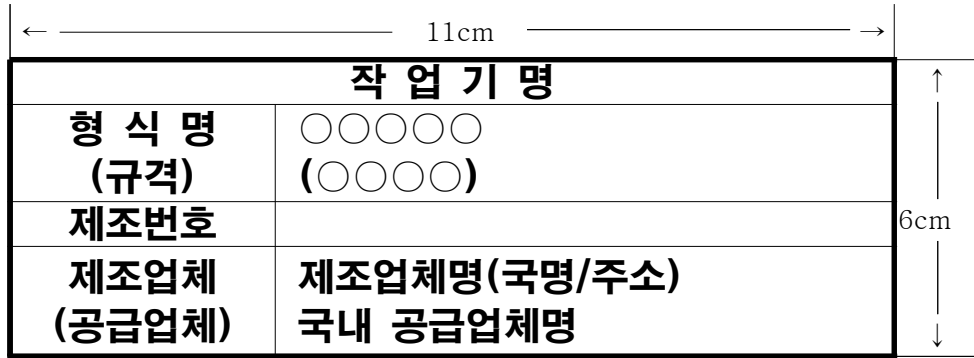 ← 11cm →
작 업 기 명
형 식 명 ○○○○○
(규격) (○○○○)
제조번호
↑
6cm
↓
제조업체 제조업체명(국명/주소)
(공급업체) 국내 공급업체명